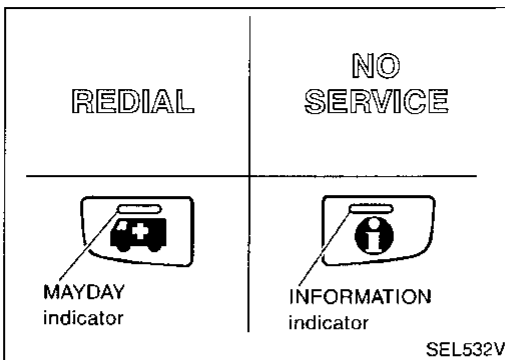 REDIAL
NO
SERVICE
MAYDAY
indicator
INFORMATION
indicator
SEL532V